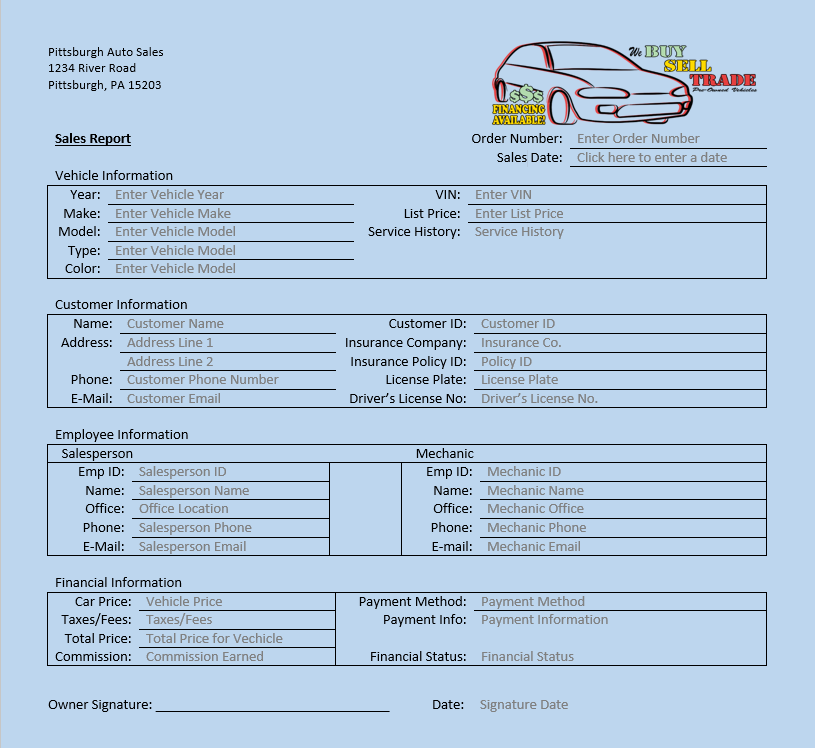 Pittsburgh Auto Sales
1234 River Road
Pittsburgh, PA 15203
We BUY
SELL
TRADE
Pre-Owned Vehicles
$$$
FINANCING
AVAILABLE!
Sales Report
Order Number: Enter Order Number
Sales Date: Click here to enter a date
Vehicle Information
Year: Enter Vehicle Year VIN: Enter VIN
Make: Enter Vehicle Make List Price: Enter List Price
Model: Enter Vehicle Model Service History: Service History
Type: Enter Vehicle Model
Color: Enter Vehicle Model
Customer Information
Name: Customer Name Customer ID: Customer ID
Address: Address Line 1 Insurance Company: Insurance Co.
Address Line 2 Insurance Policy ID: Policy ID
Phone: Customer Phone Number License Plate: License Plate
E-Mail: Customer Email Driver's License No: Driver's License No.
Employee Information
Salesperson Mechanic
Emp ID: Salesperson ID Emp ID: Mechanic ID
Name: Salesperson Name Name: Mechanic Name
Office: Office Location Office: Mechanic Office
Phone: Salesperson Phone Phone: Mechanic Phone
E-Mail: Salesperson Email E-mail: Mechanic Email
Financial Information
Car Price: Vehicle Price Payment Method: Payment Method
Taxes/Fees: Taxes/Fees Payment Info: Payment Information
Total Price: Total Price for Vechicle
Commission: Commission Earned Financial Status: Financial Status
Owner Signature: Date: Signature Date